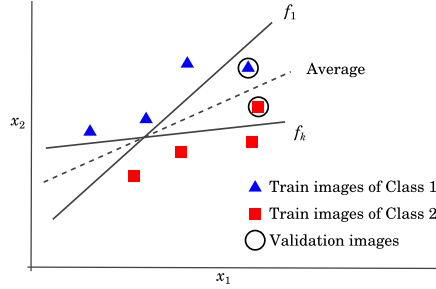 f1
Average
x2
fk
Train images of Class 1
Train images of Class 2
Validation images
x1